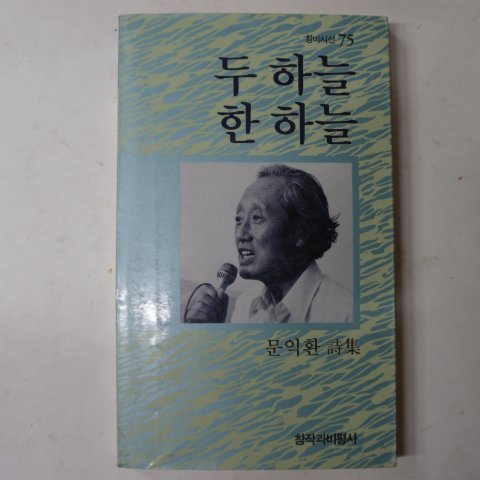 창비시선 75
두 하늘
한 하늘
문익환 詩集
창작과비평사